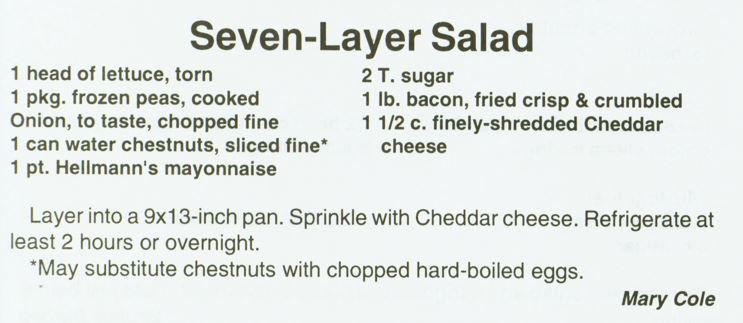 Seven-Layer Salad
1 head of lettuce, torn
1 pkg. frozen peas, cooked
Onion, to taste, chopped fine
1 can water chestnuts, sliced fine*
1 pt. Hellmann's mayonnaise
2 T. sugar
1 lb. bacon, fried crisp & crumbled
1 1/2 c. finely-shredded Cheddar
cheese
Layer into a 9x13-inch pan. Sprinkle with Cheddar cheese. Refrigerate at
least 2 hours or overnight.
*May substitute chestnuts with chopped hard-boiled eggs.
Mary Cole